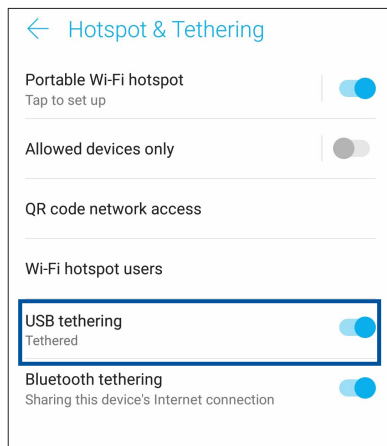 Hotspot & Tethering
Portable Wi-Fi hotspot
Tap to set up
Allowed devices only
QR code network access
Wi-Fi hotspot users
USB tethering
Tethered
Bluetooth tethering
Sharing this device's Internet connection